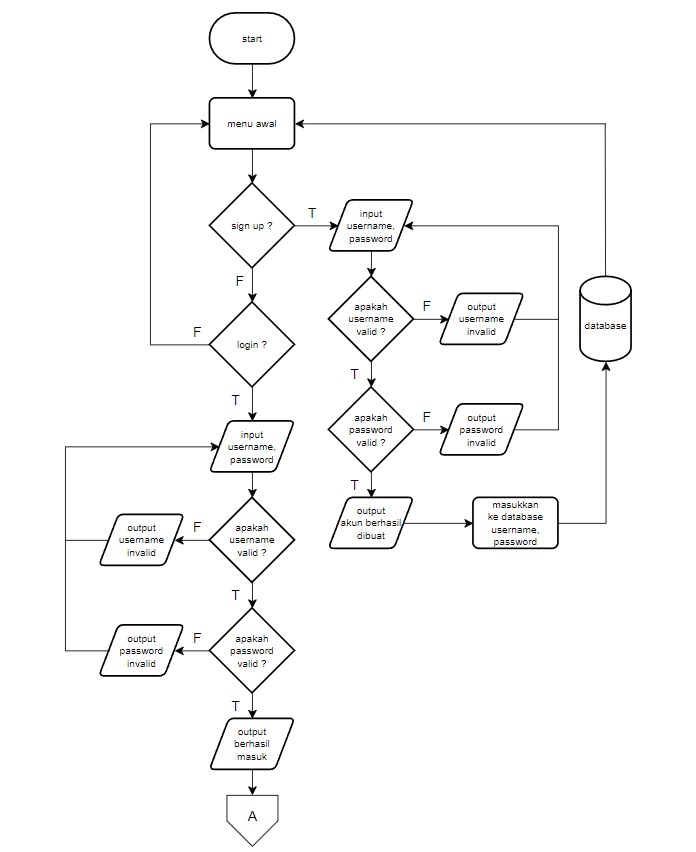 start
menu awal
sign up ?
T
input
username,
password
F
apakah
username
valid ?
F
output
username
invalid
database
F
login ?
T
T
apakah
password
valid ?
F
output
password
invalid
input
username,
password
T
output
akun berhasil
dibuat
masukkan
ke database
username,
password
output
username
invalid
F
apakah
username
valid ?
T
output
password
invalid
F
apakah
password
valid ?
T
output
berhasil
masuk
A